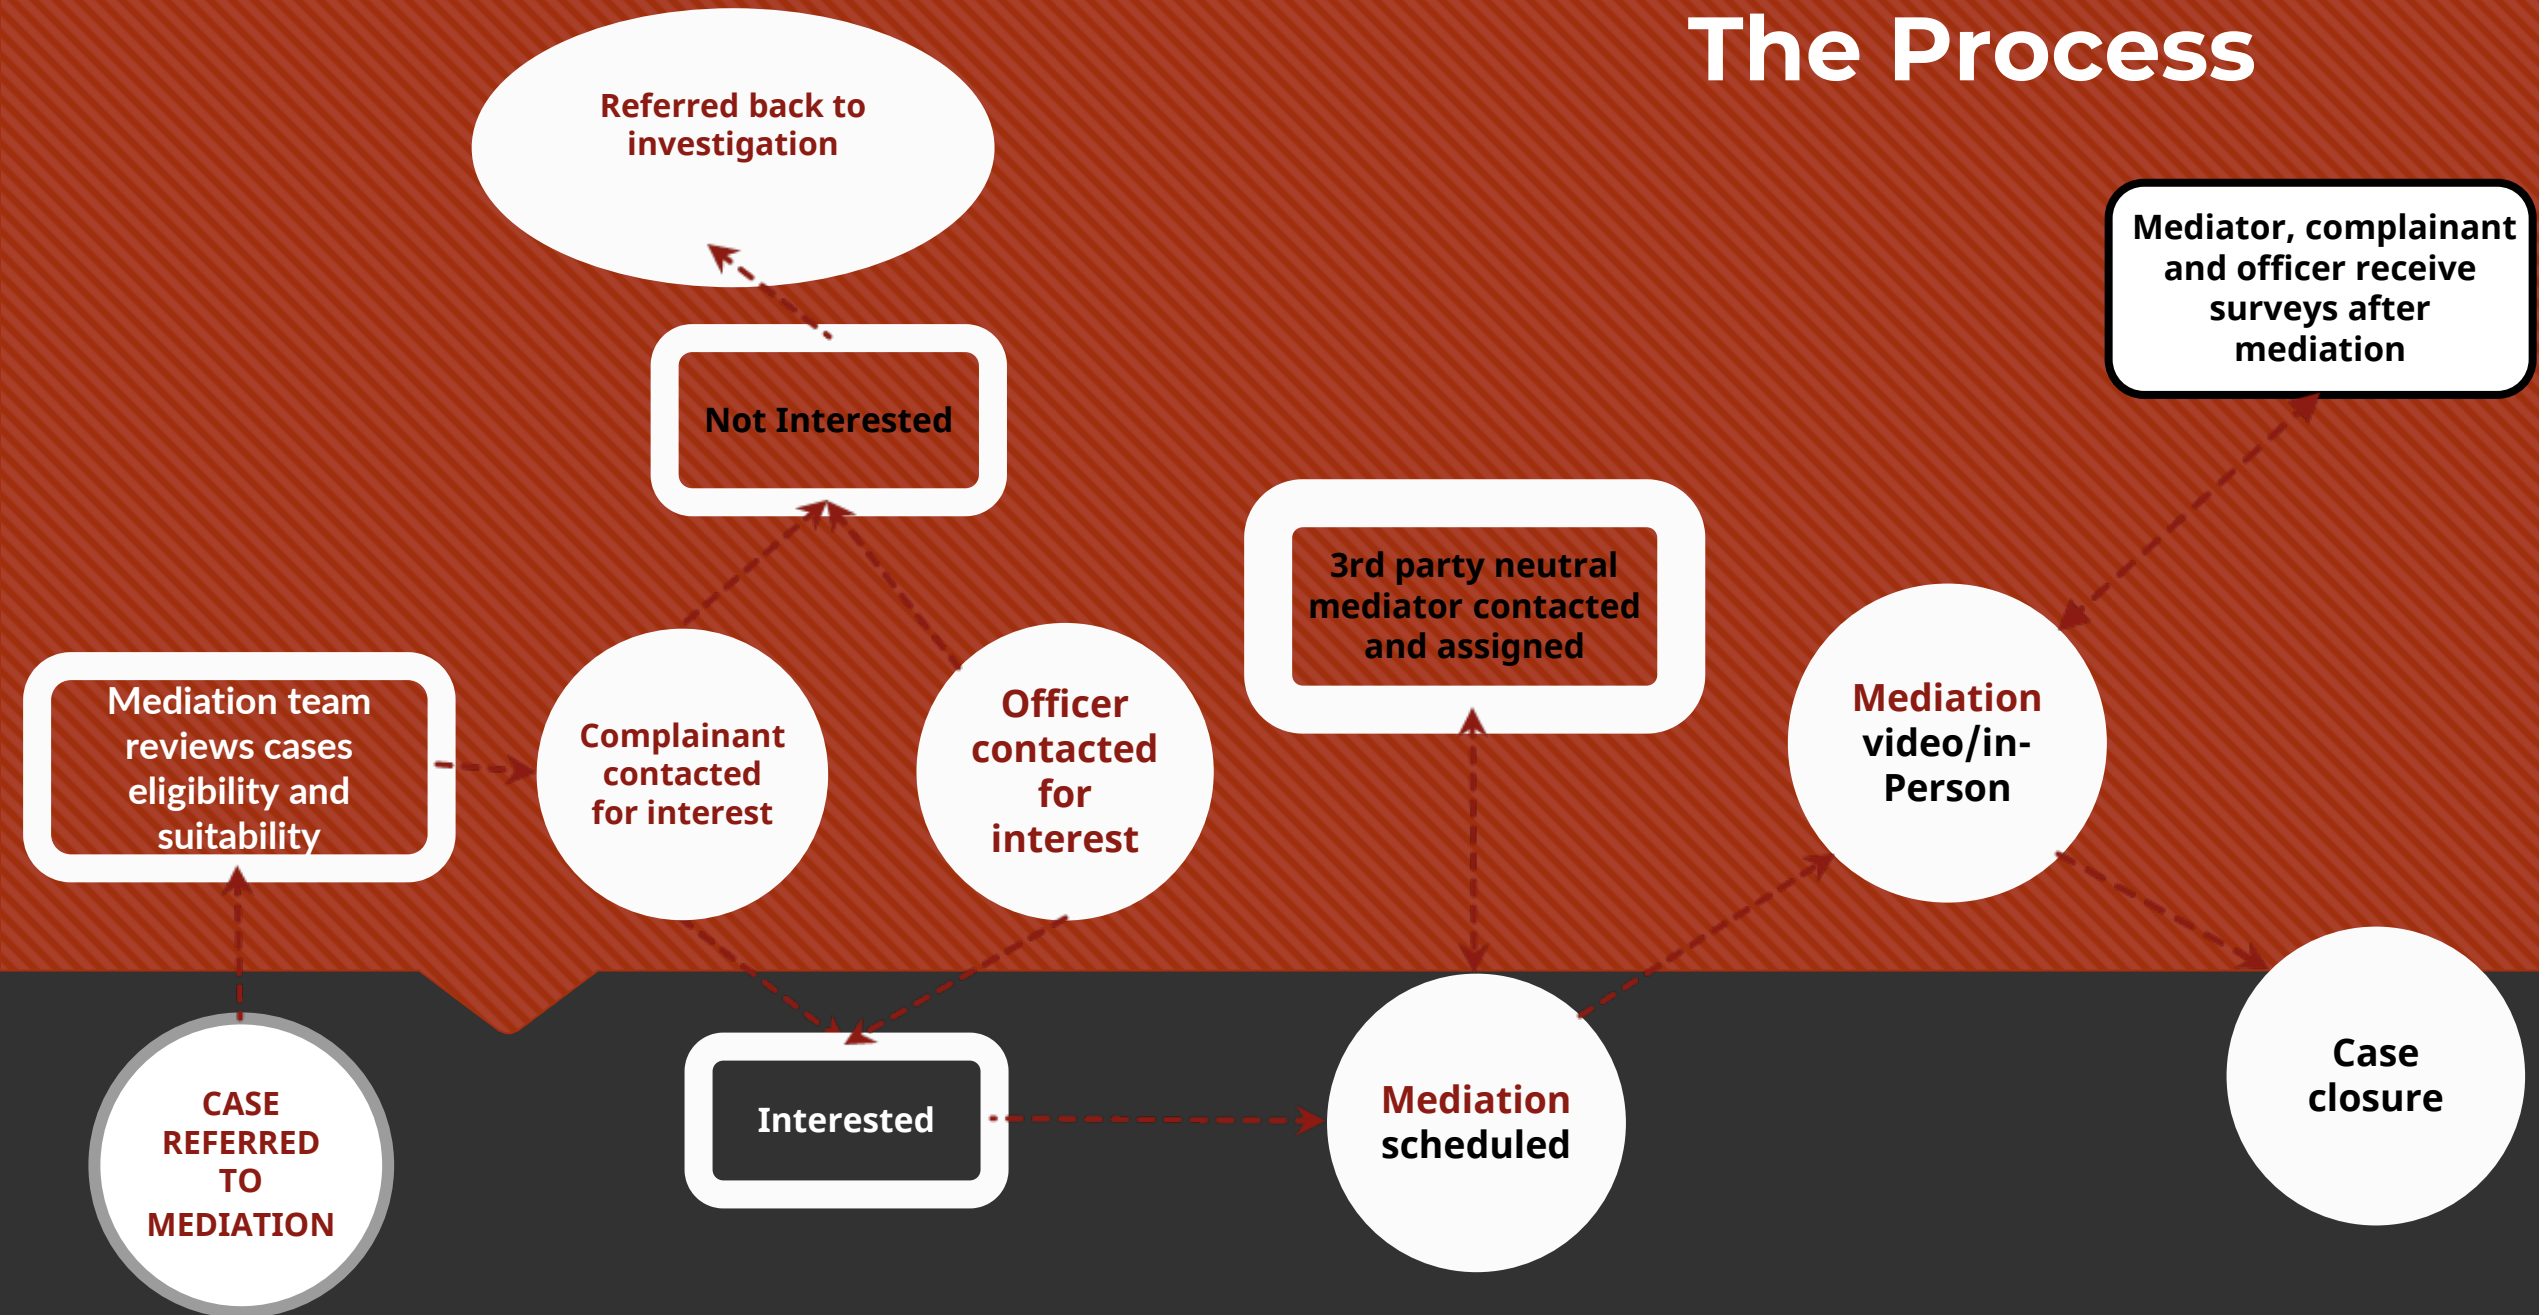 The Process
Referred back to
investigation
Mediator, complainant
and officer receive
surveys after
mediation
Not Interested
3rd party neutral
mediator contacted
and assigned
Mediation team
reviews cases
eligibility and
suitability
Complainant
contacted
for interest
Officer
contacted
for
interest
Mediation
video/in-
Person
CASE
REFERRED
TO
MEDIATION
Interested
Mediation
scheduled
Case
closure